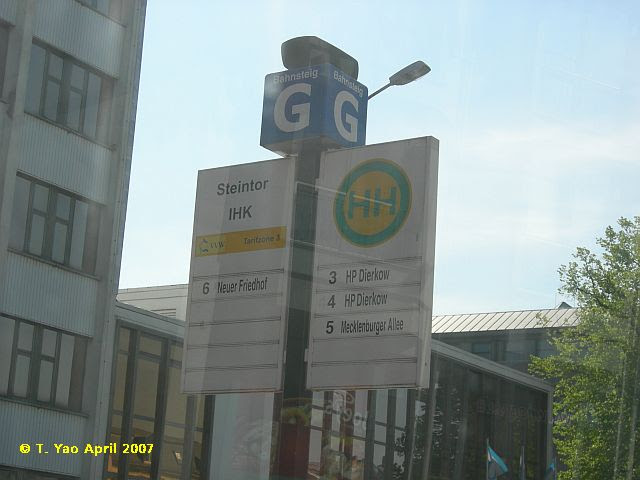 Bahnsteig
G
Bahnsteig
G
Steintor
IHK
VVW Tarifzone 3
6 Neuer Friedhof
HH
3 HP Dierkow
4 HP Dierkow
5 Mecklenburger Allee
© T. Yao April 2007